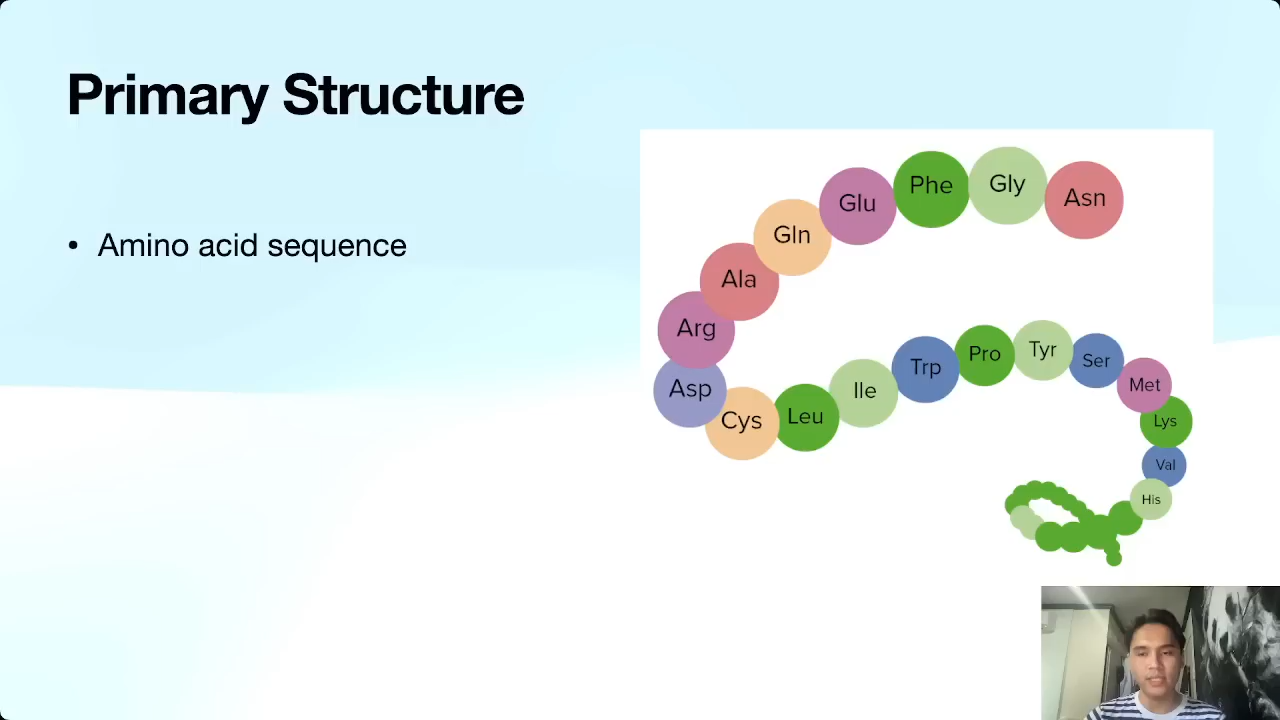 Primary Structure
• Amino acid sequence
Asn
Gly
Phe
Glu
Gln
Ala
Arg
Asp
Cys
Leu
Ile
Trp
Pro
Tyr
Ser
Met
Lys
Val
His